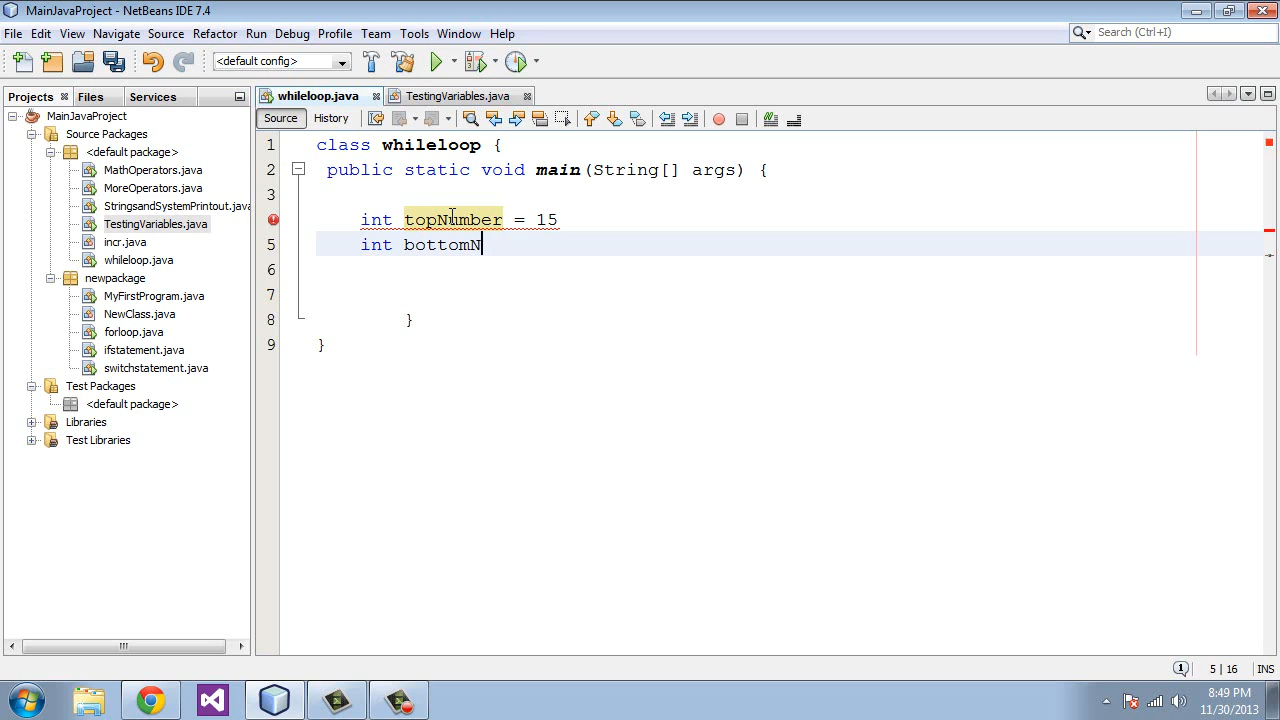 MainJavaProject - NetBeans IDE 7.4
File Edit View Navigate Source Refactor Run Debug Profile Team Tools Window Help
Search (Ctrl+I)
<default config>
Projects Files Services
whileloop.java TestingVariables.java
Source History
MainJavaProject
Source Packages
<default package>
MathOperators.java
MoreOperators.java
StringsandSystemPrintout.java
TestingVariables.java
incr.java
whileloop.java
newpackage
MyFirstProgram.java
NewClass.java
forloop.java
ifstatement.java
switchstatement.java
Test Packages
<default package>
Libraries
Test Libraries
1 class whileloop {
2 public static void main(String[] args) {
3
int topNumber = 15
5 int bottomN
6
7
8 }
9 }
1 5 | 16 INS
8:49 PM
11/30/2013